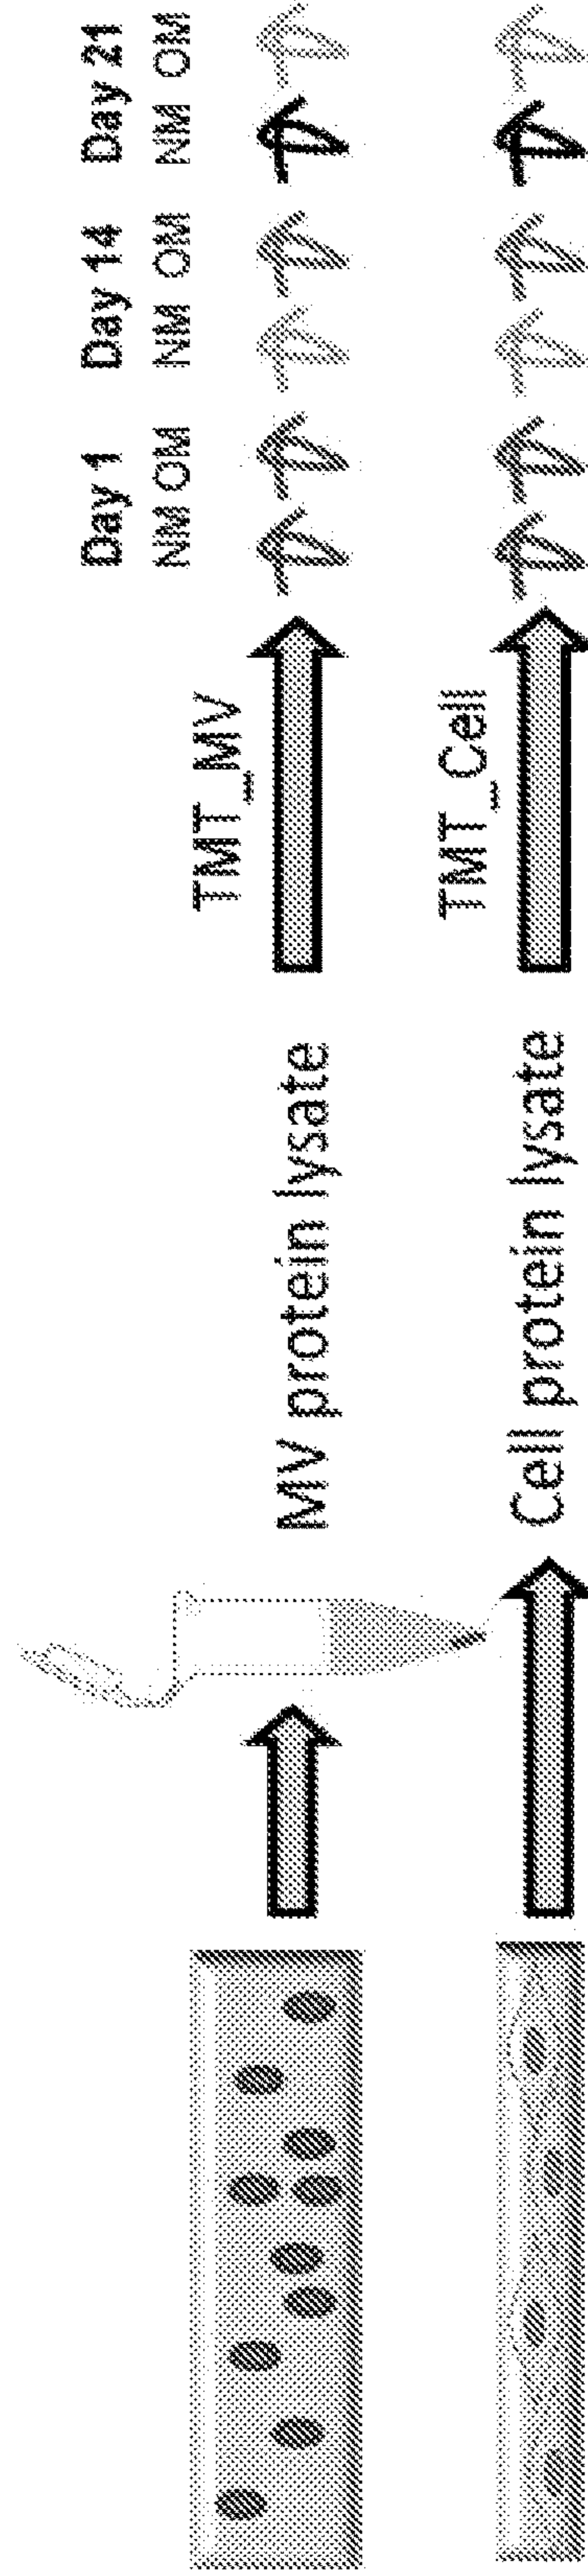 Day 1 Day 14 Day 21
NM OM NM OM NM OM
MV protein lysate
TMT_MV
Cell protein lysate
TMT_Cell